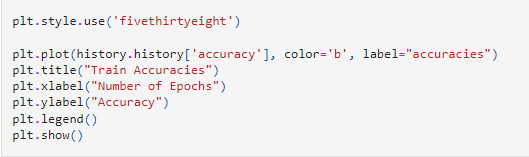 plt.style.use('fivethirtyeight')
plt.plot(history.history['accuracy'], color='b', label="accuracies")
plt.title("Train Accuracies")
plt.xlabel("Number of Epochs")
plt.ylabel("Accuracy")
plt.legend()
plt.show()